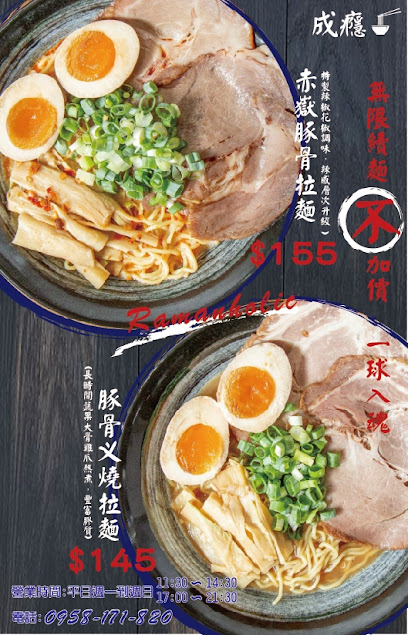 成癮
無限續麵
不
加價
一球入魂
赤嶽豚骨拉麵
(特製辣椒花椒調味．辣感層次升級)
$155
Ramanholic
豚骨叉燒拉麵
(長時間蔬菜大骨雞爪熬煮．豐富膠質)
$145
營業時間:平日週一到週日 11:30 ~ 14:30
17:00 ~ 21:30
電話: 0958-171-820